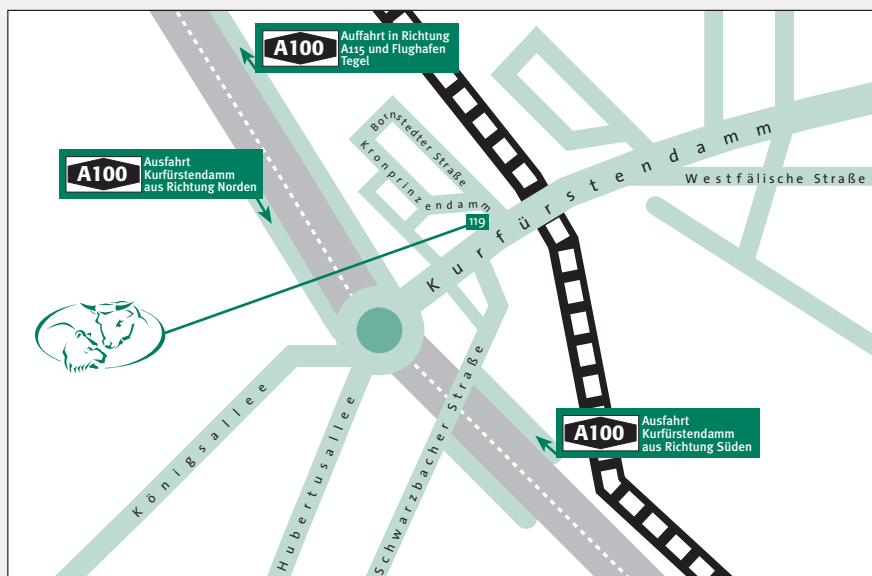 A100
Auffahrt in Richtung
A115 und Flughafen
Tegel
A100
Ausfahrt
Kurfürstendamm
aus Richtung Norden
Bornstedter Straße
Kronprinzendamm
119
Kurfürstendamm
Westfälische Straße
Königsallee
Hubertusallee
Schwarzbacher Straße
A100
Ausfahrt
Kurfürstendamm
aus Richtung Süden